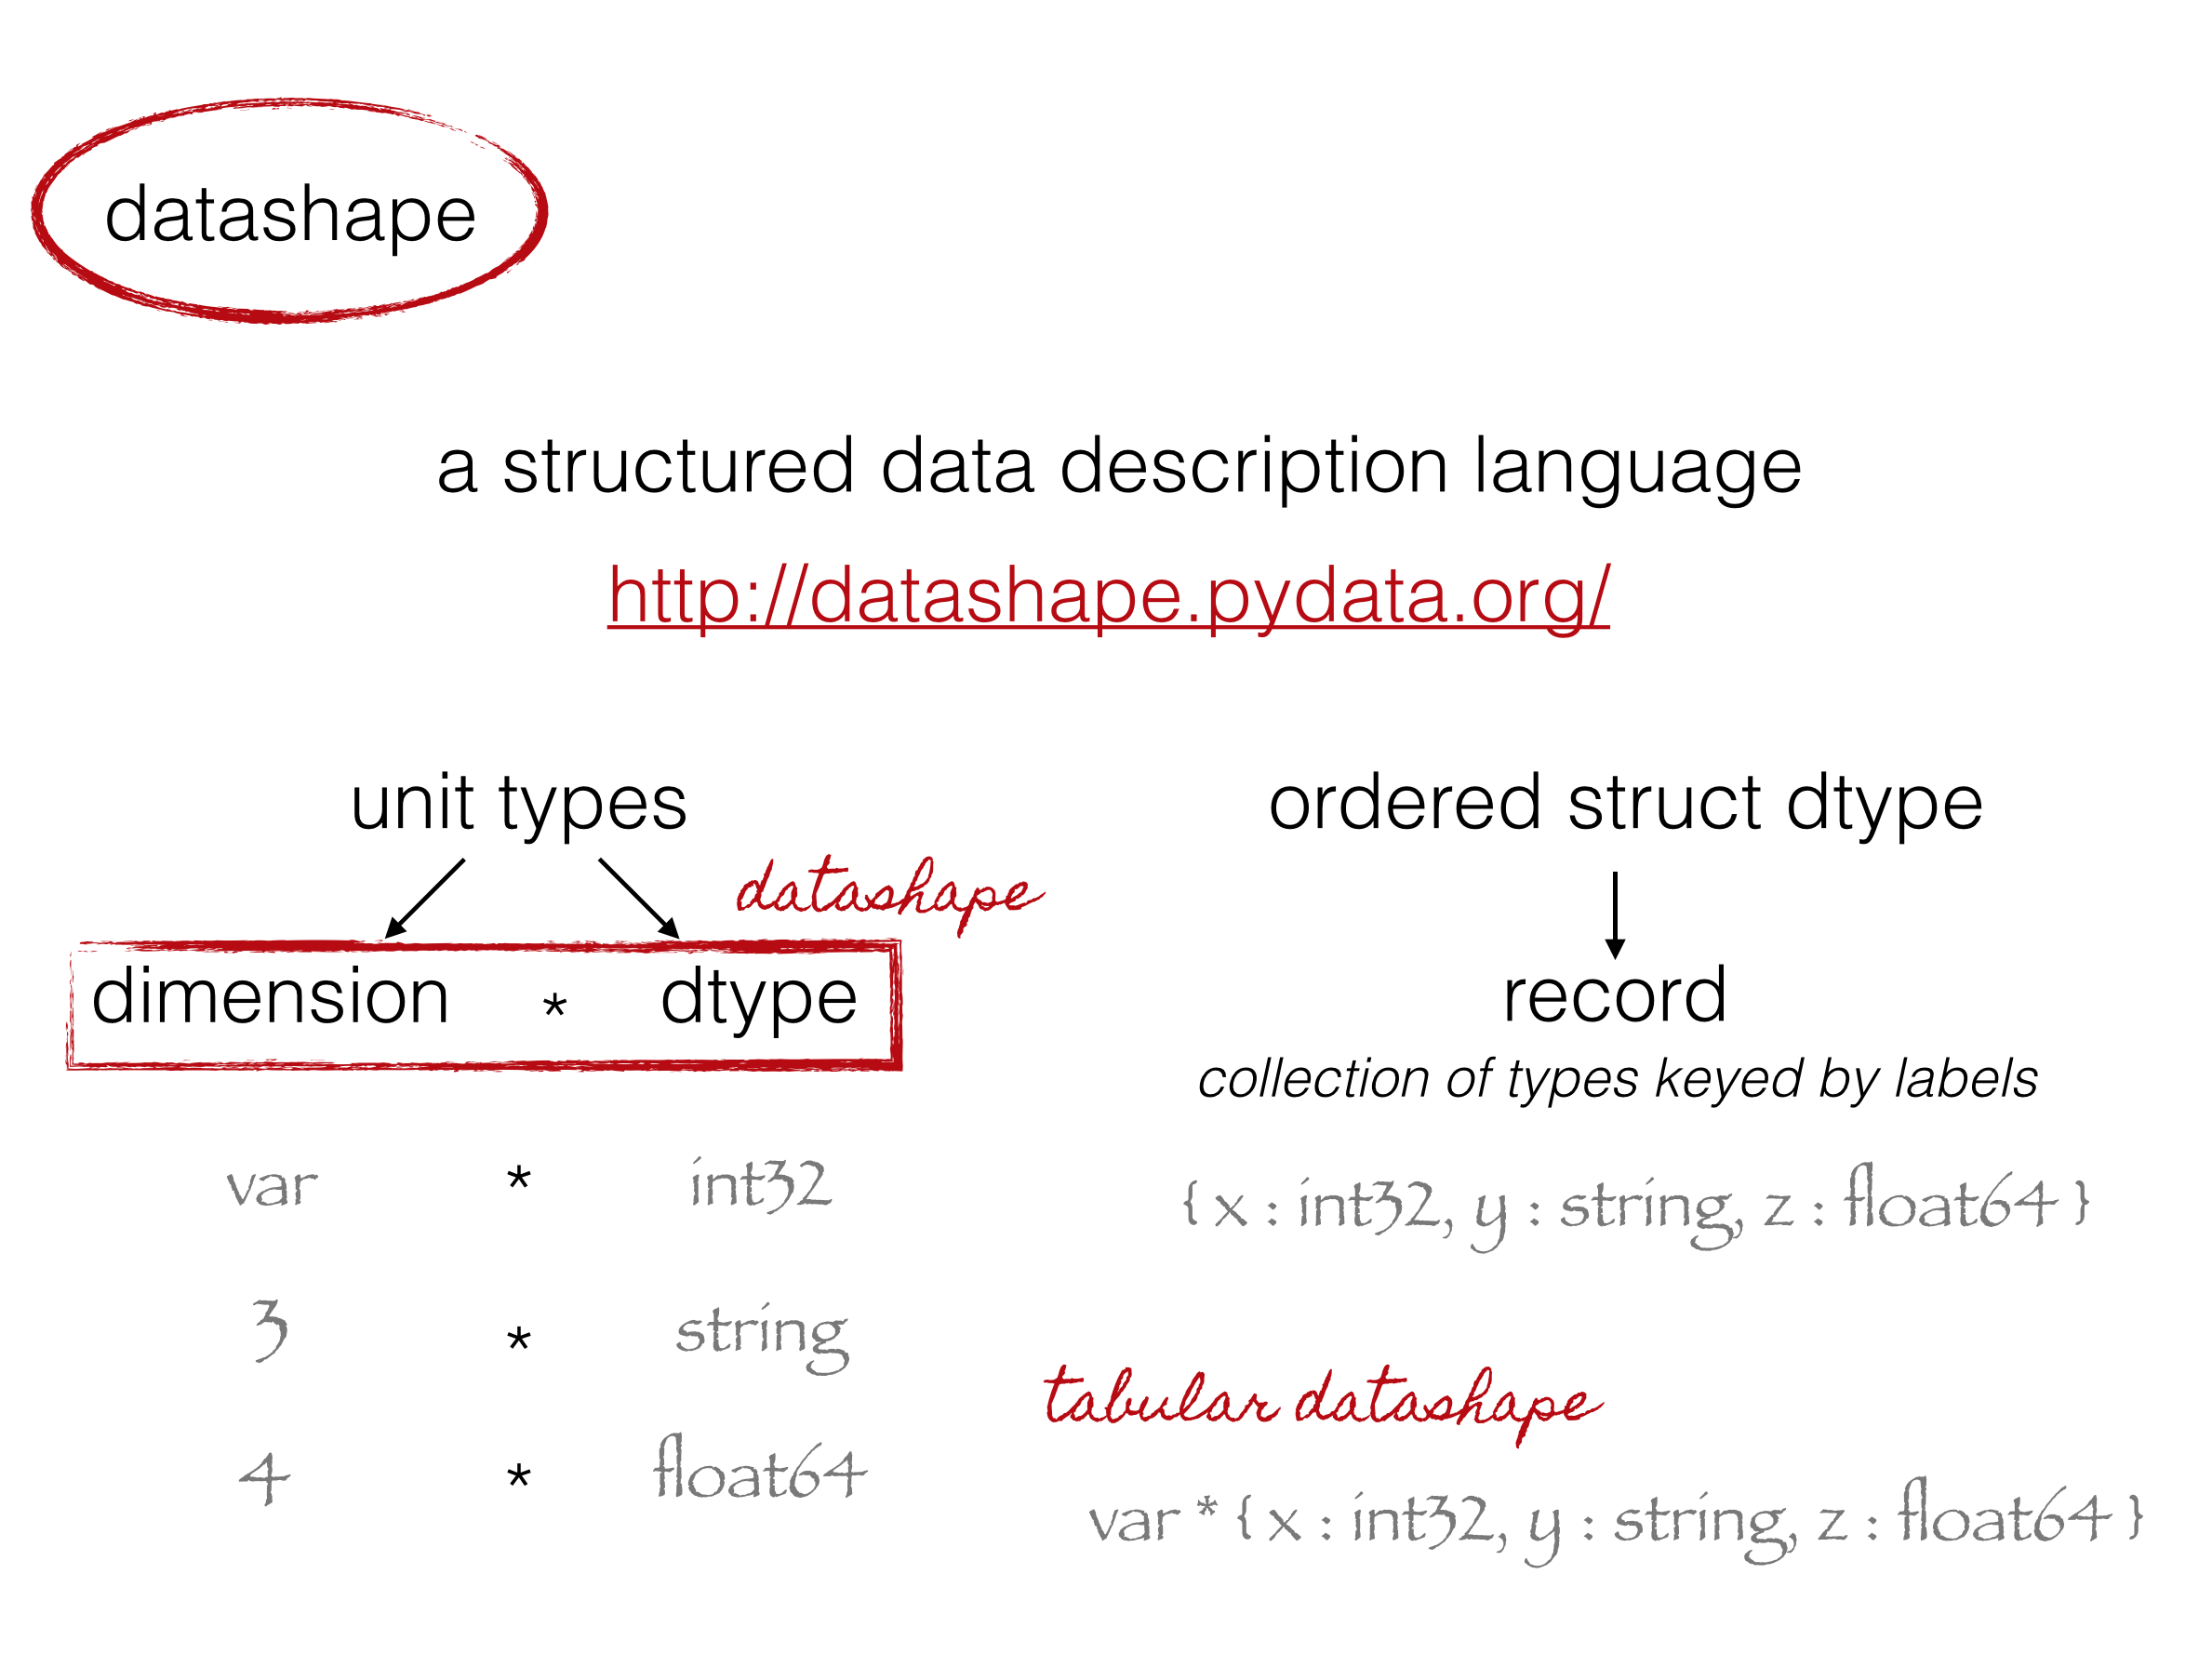 datashape
a structured data description language
http://datashape.pydata.org/
unit types
datashape
dimension * dtype
var * int32
3 * string
4 * float64
ordered struct dtype
record
collection of types keyed by labels
{ x : int32, y : string, z : float64 }
tabular datashape
var * { x : int32, y : string, z : float64 }